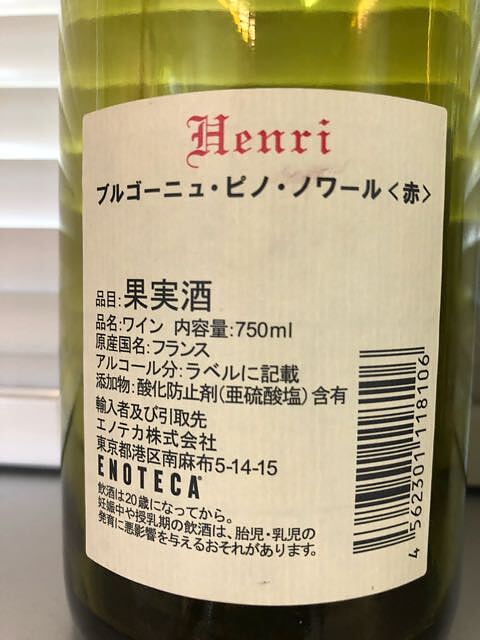 Henri
ブルゴーニュ・ピノ・ノワール<赤>
品目:果実酒
品名:ワイン 内容量:750ml
原産国名:フランス
アルコール分:ラベルに記載
添加物:酸化防止剤(亜硫酸塩)含有
輸入者及び引取先
エノテカ株式会社
東京都港区南麻布5-14-15
ENOTECA®
飲酒は20歳になってから。
妊娠中や授乳期の飲酒は、胎児・乳児の
発育に悪影響を与えるおそれがあります。
4 562301 118106